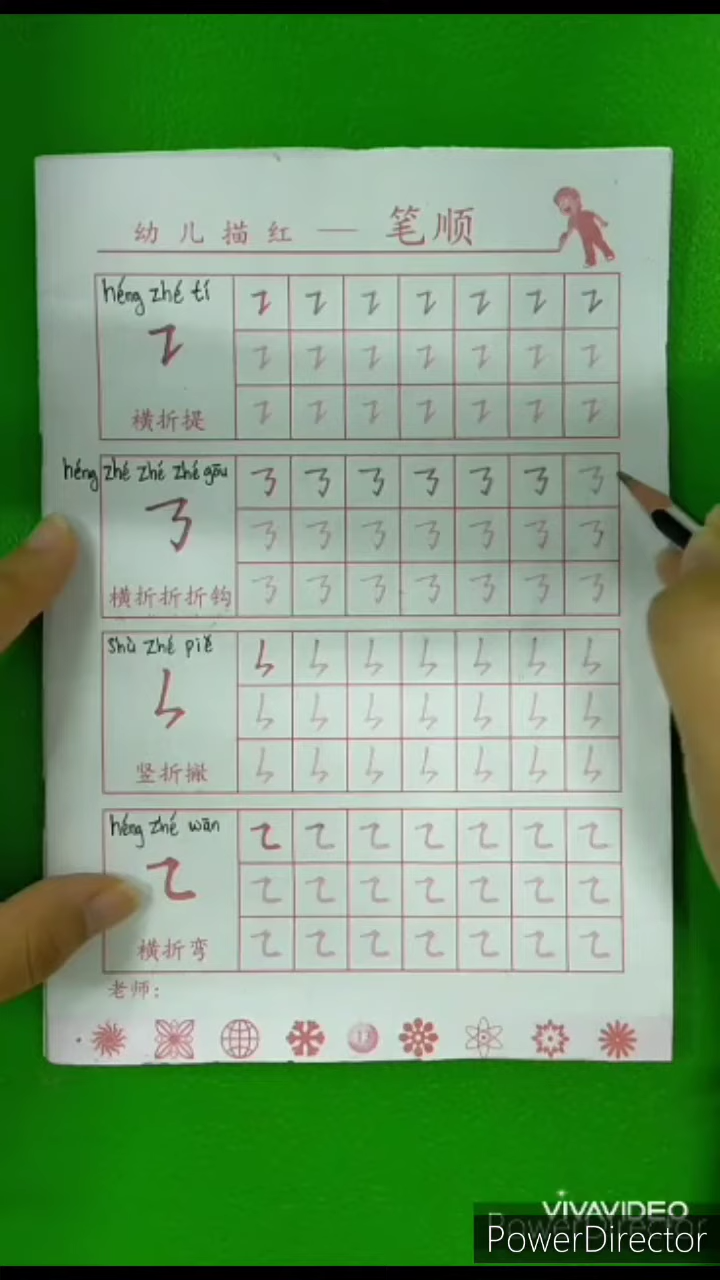 幼儿描红 — 笔顺
héng zhé tí
横折提
héng zhé zhé zhé gōu
横折折折钩
shù zhé piě
竖折撇
héng zhé wān
横折弯
老师:
VIVAVIDEO
PowerDirector